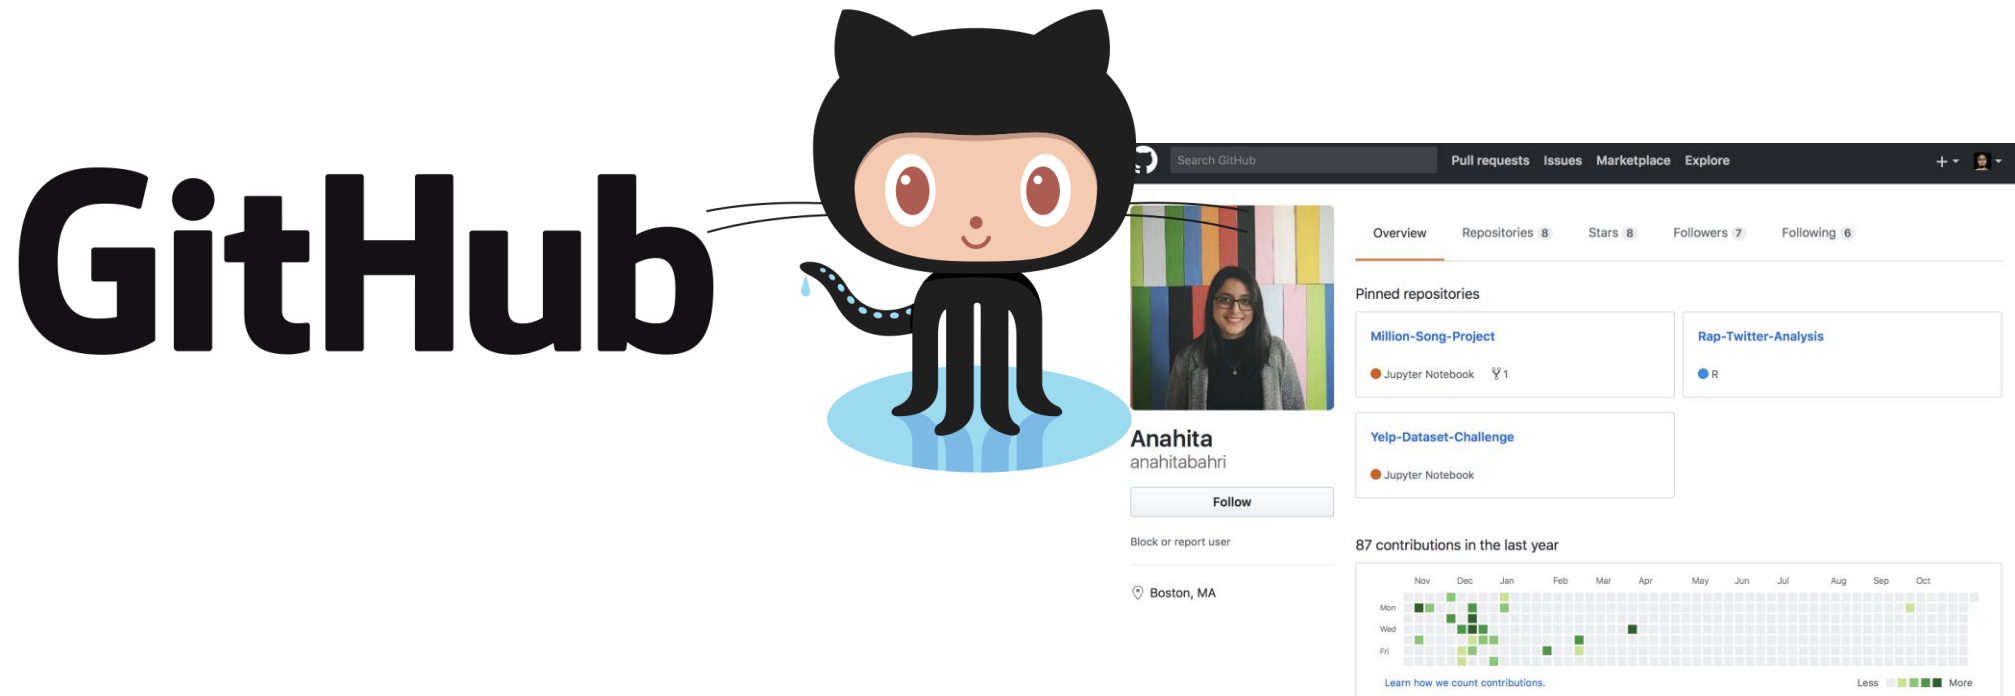 GitHub
Search GitHub
Pull requests Issues Marketplace Explore
Overview Repositories 8 Stars 8 Followers 7 Following 6
Pinned repositories
Million-Song-Project
Jupyter Notebook 1
Rap-Twitter-Analysis
R
Yelp-Dataset-Challenge
Jupyter Notebook
Anahita
anahitabahri
Follow
Block or report user
Boston, MA
87 contributions in the last year
Nov Dec Jan Feb Mar Apr May Jun Jul Aug Sep Oct
Mon
Wed
Fri
Learn how we count contributions.
Less More